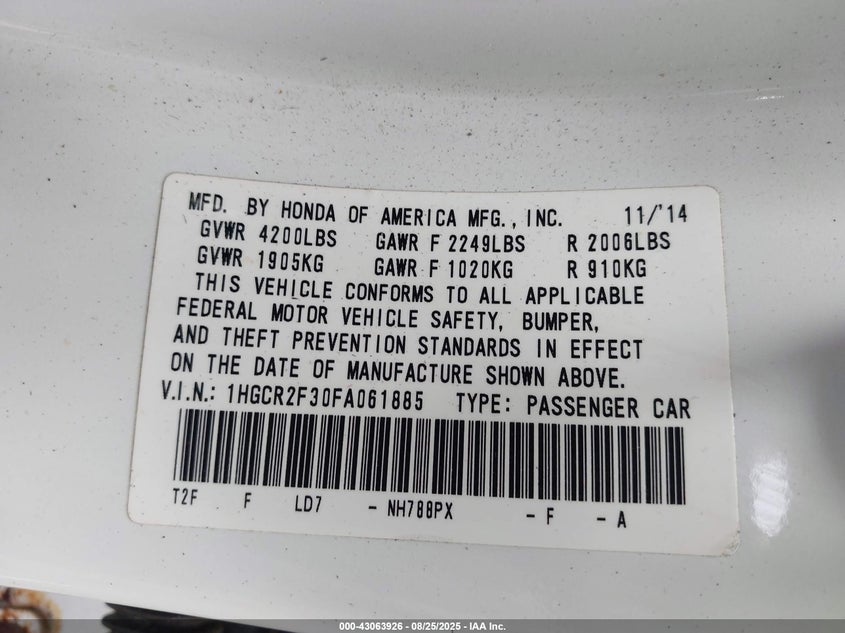 MFD. BY HONDA OF AMERICA MFG., INC. 11/'14
GVWR 4200LBS GAWR F 2249LBS R 2006LBS
GVWR 1905KG GAWR F 1020KG R 910KG
THIS VEHICLE CONFORMS TO ALL APPLICABLE
FEDERAL MOTOR VEHICLE SAFETY, BUMPER,
AND THEFT PREVENTION STANDARDS IN EFFECT
ON THE DATE OF MANUFACTURE SHOWN ABOVE.
V.I.N.: 1HGCR2F30FA061885 TYPE: PASSENGER CAR
T2F F LD7 - NH788PX - F - A
000-43063926 - 08/25/2025 - IAA Inc.